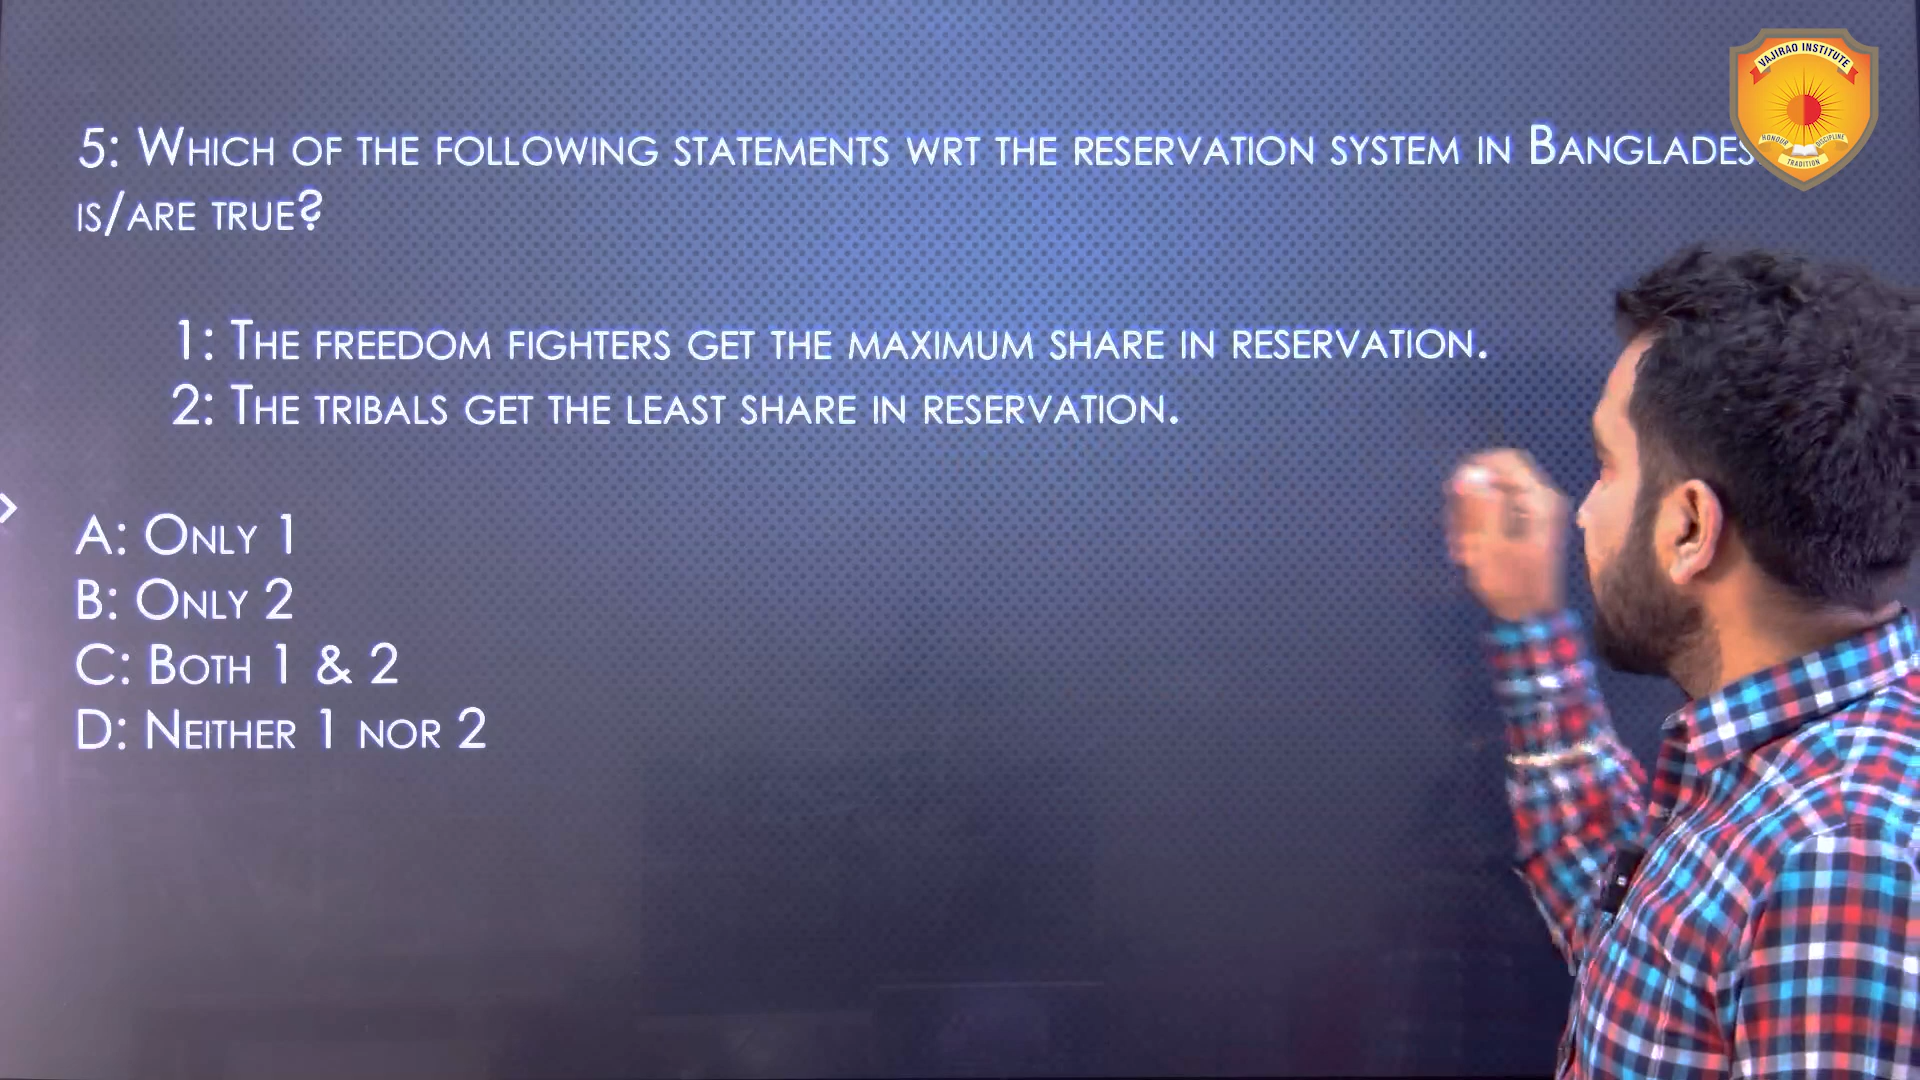 VAJIRAO INSTITUTE
HONOUR DISCIPLINE
TRADITION
5: Which of the following statements wrt the reservation system in
is/are true?
1: The freedom fighters get the maximum share in reservation.
2: The tribals get the least share in reservation.
A: Only 1
B: Only 2
C: Both 1 & 2
D: Neither 1 nor 2